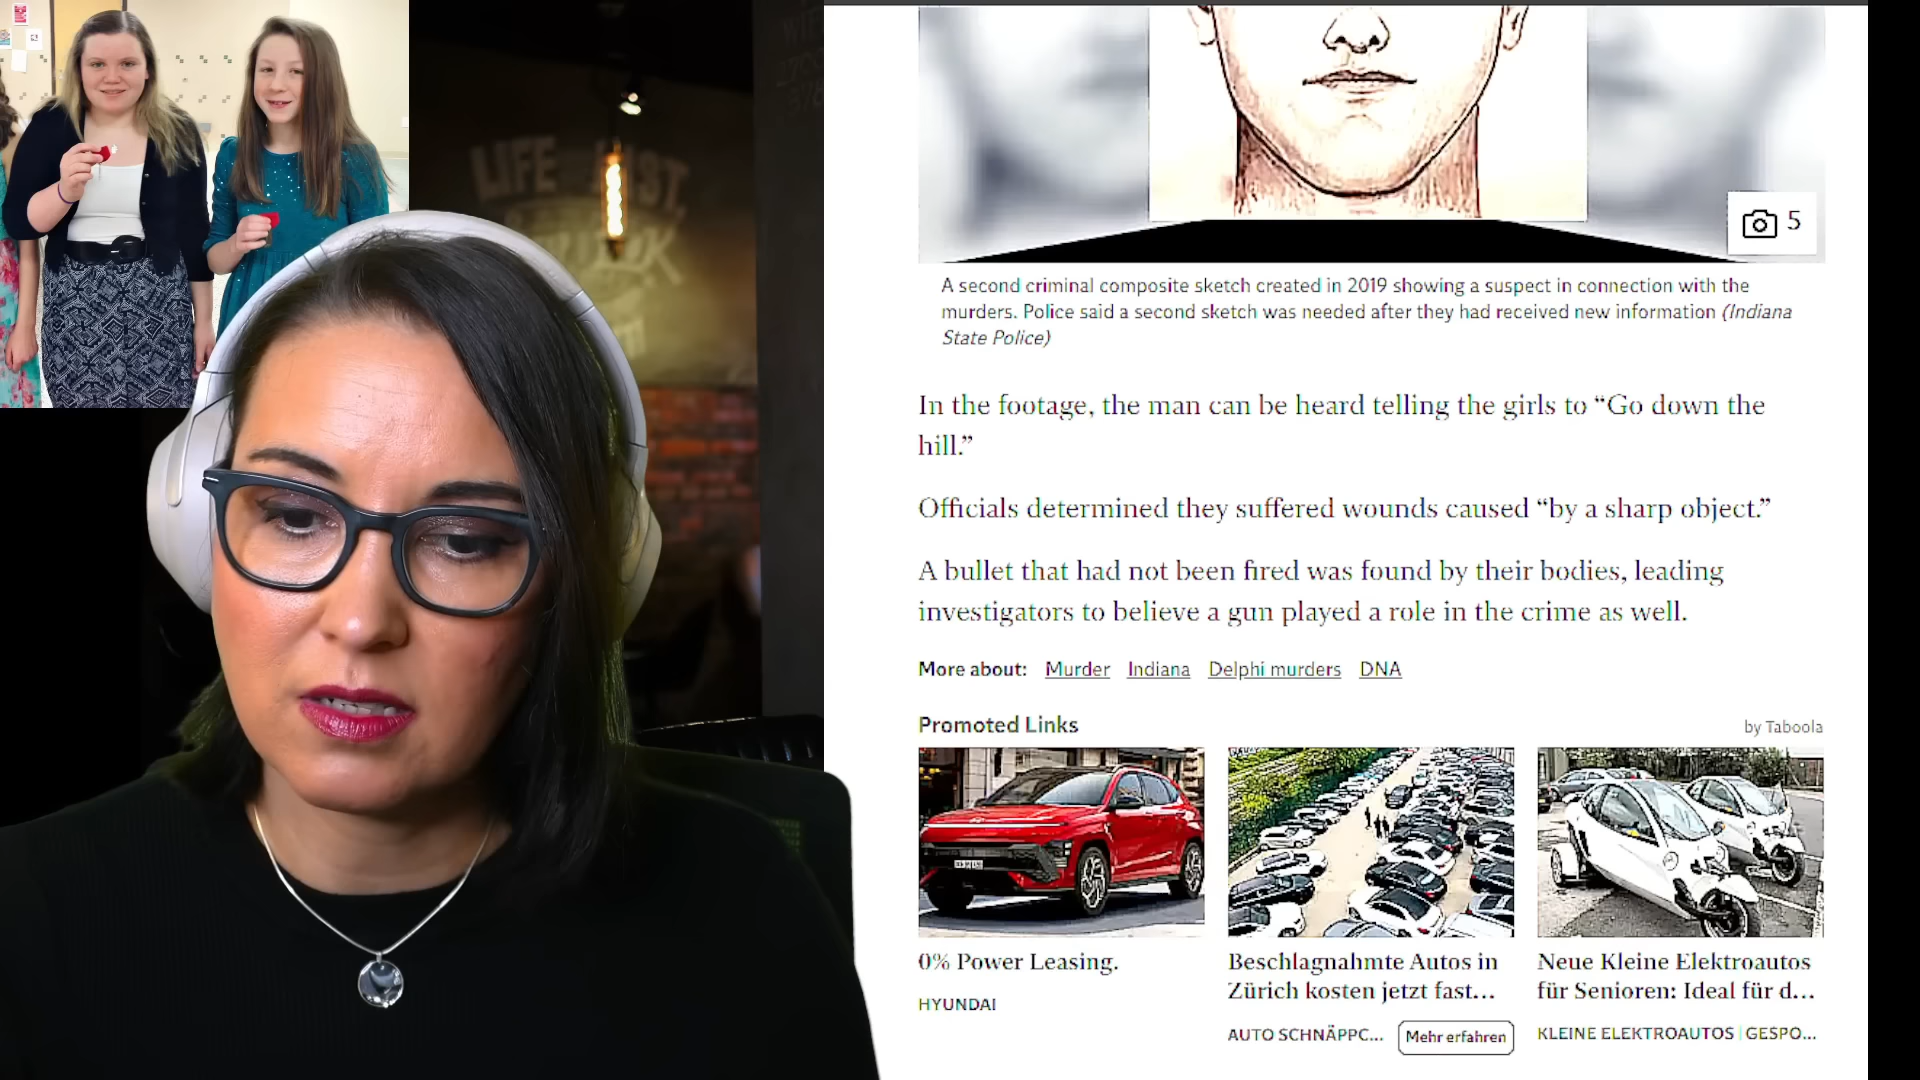 LIFE
5
A second criminal composite sketch created in 2019 showing a suspect in connection with the
murders. Police said a second sketch was needed after they had received new information (Indiana
State Police)
In the footage, the man can be heard telling the girls to “Go down the
hill.”
Officials determined they suffered wounds caused “by a sharp object.”
A bullet that had not been fired was found by their bodies, leading
investigators to believe a gun played a role in the crime as well.
More about: Murder Indiana Delphi murders DNA
Promoted Links
by Taboola
0% Power Leasing.
HYUNDAI
Beschlagnahmte Autos in
Zürich kosten jetzt fast...
AUTO SCHNÄPPC...
Mehr erfahren
Neue Kleine Elektroautos
für Senioren: Ideal für d...
KLEINE ELEKTROAUTOS | GESPO...